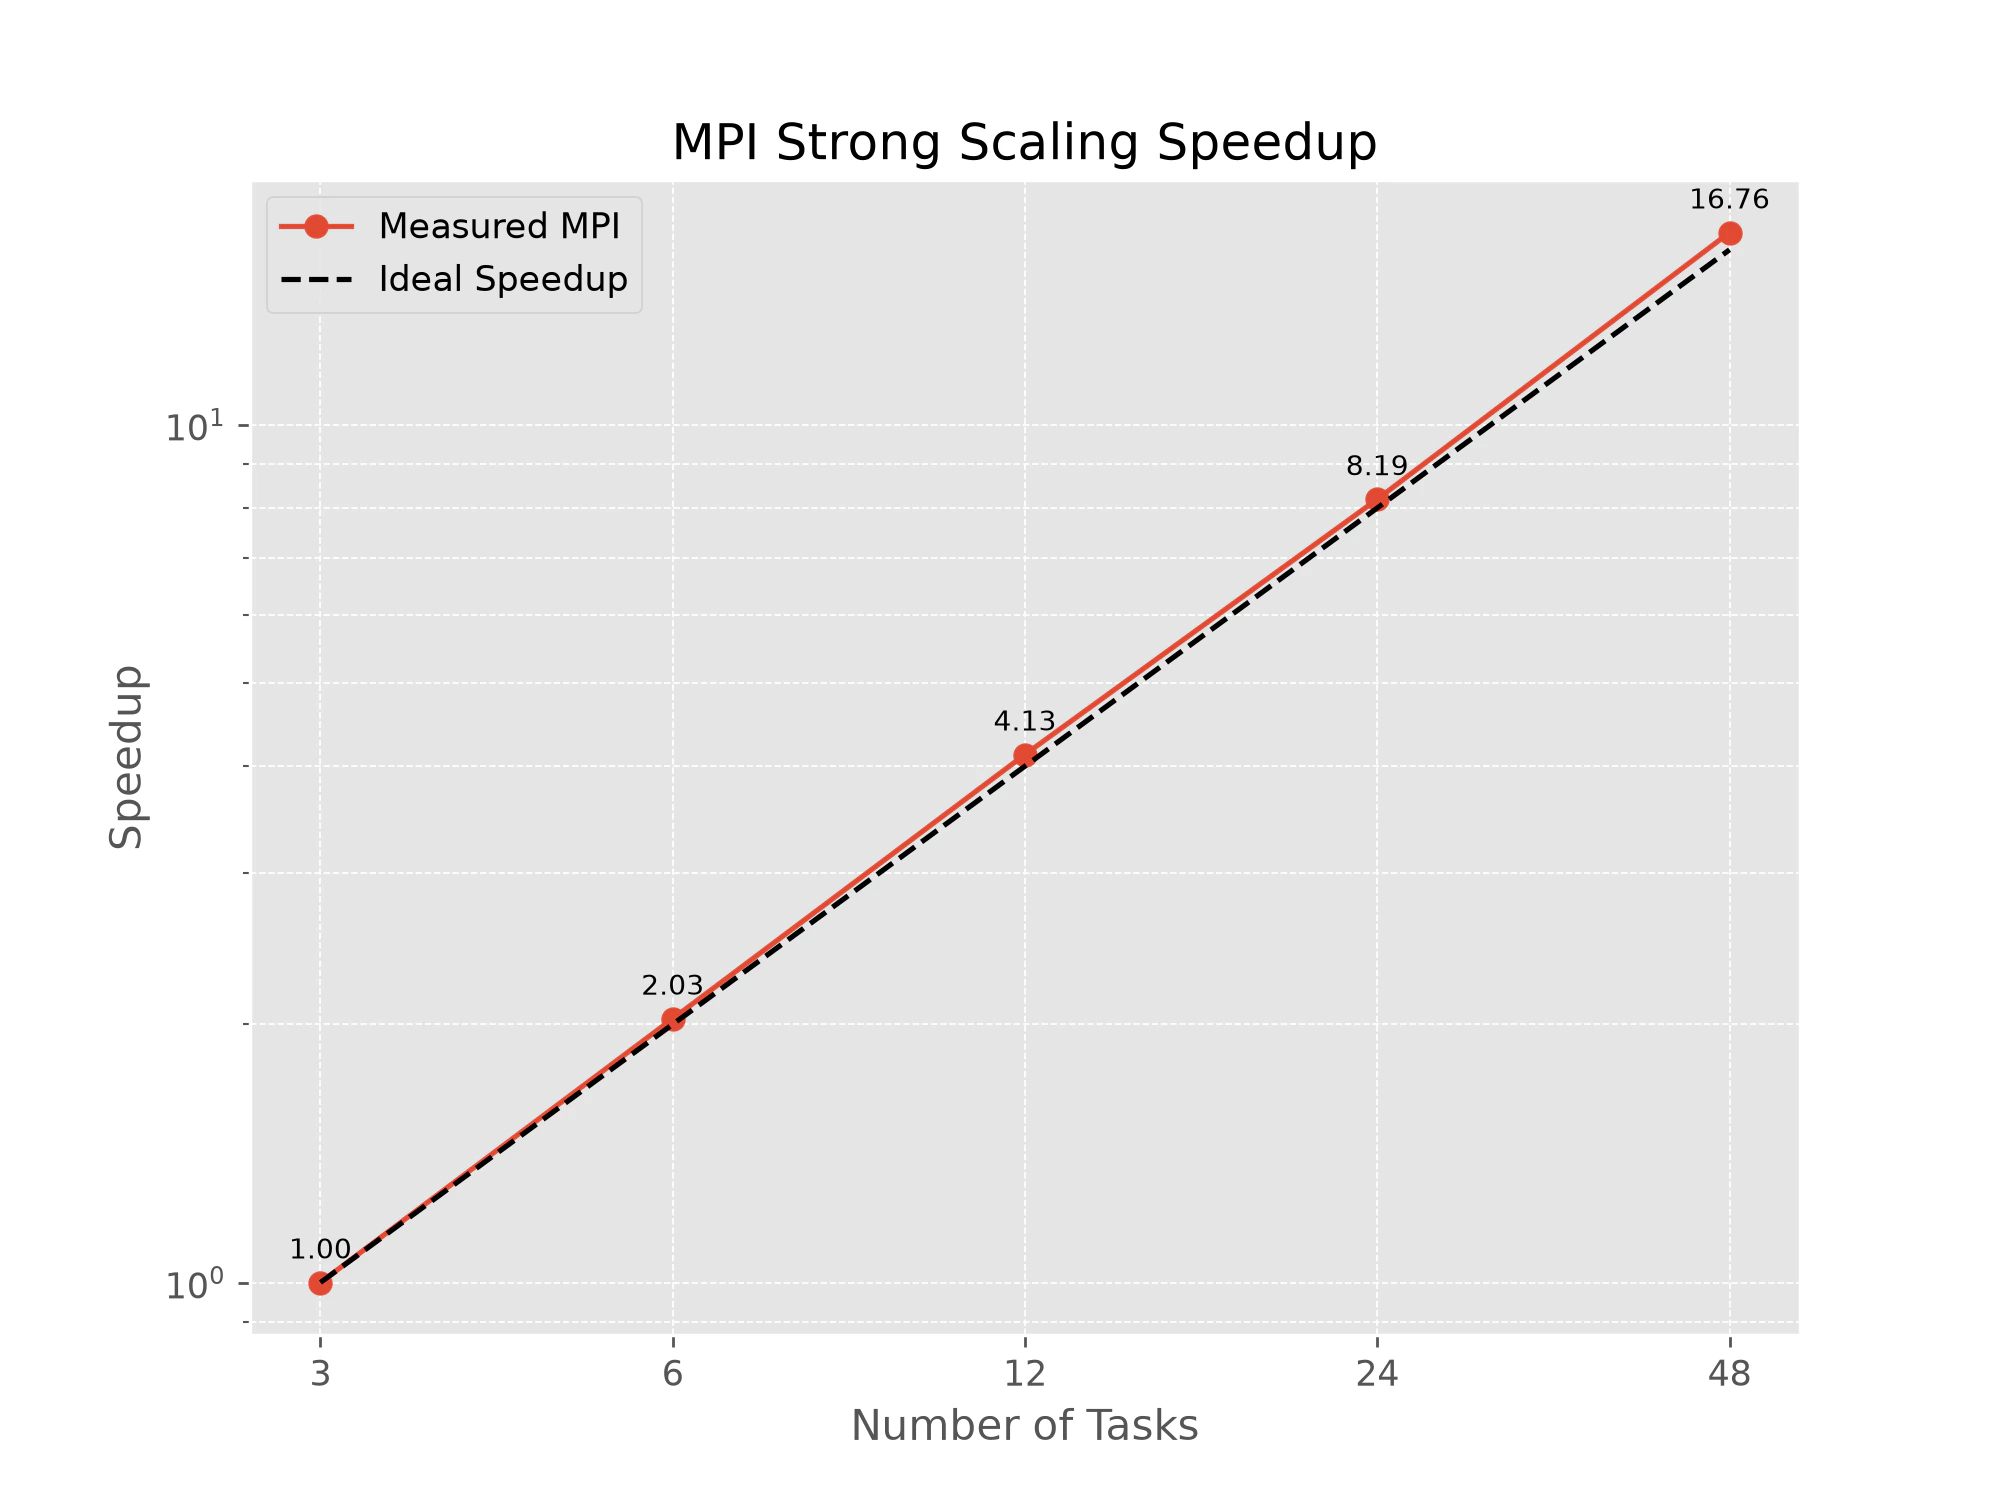 MPI Strong Scaling Speedup
Measured MPI
Ideal Speedup
16.76
8.19
4.13
2.03
1.00
10¹
10⁰
Speedup
3 6 12 24 48
Number of Tasks